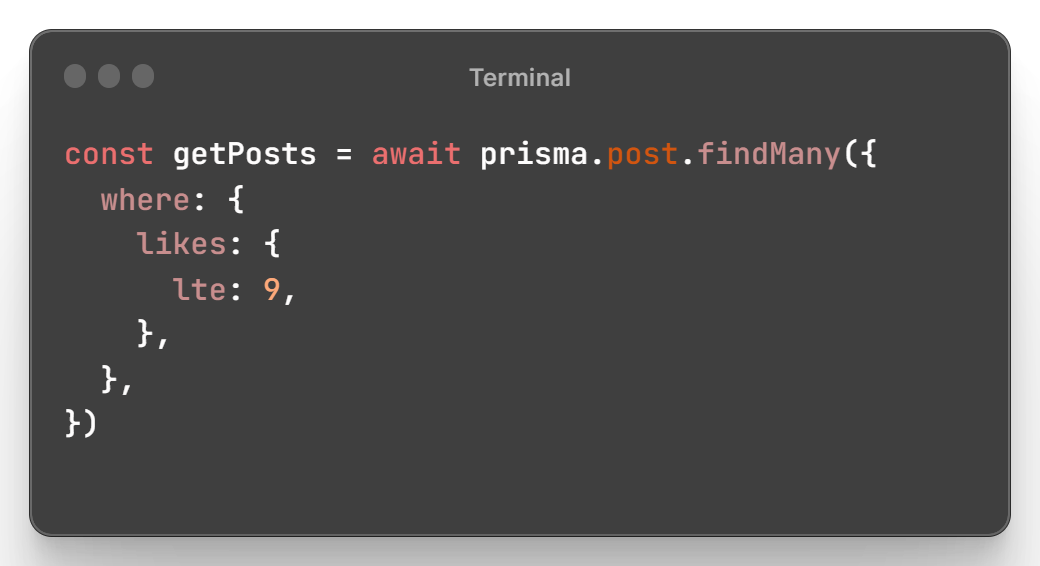 Terminal
const getPosts = await prisma.post.findMany({
  where: {
    likes: {
      lte: 9,
    },
  },
})